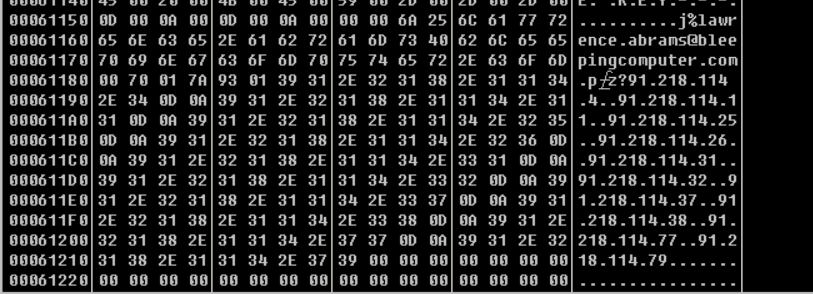 00061140 45 00 20 00 4B 00 45 00 59 00 2D 00 2D 00 2D 00 E. .K.E.Y.-.-.-.
00061150 0D 00 0A 00 0D 00 0A 00 00 00 6A 25 6C 61 77 72 ..........j%lawr
00061160 65 6E 63 65 2E 61 62 72 61 6D 73 40 62 6C 65 65 ence.abrams@blee
00061170 70 69 6E 67 63 6F 6D 70 75 74 65 72 2E 63 6F 6D pingcomputer.com
00061180 00 70 01 7A 93 01 39 31 2E 32 31 38 2E 31 31 34 .p z?91.218.114
00061190 2E 34 0D 0A 39 31 2E 32 31 38 2E 31 31 34 2E 31 .4..91.218.114.1
000611A0 31 0D 0A 39 31 2E 32 31 38 2E 31 31 34 2E 32 35 1..91.218.114.25
000611B0 0D 0A 39 31 2E 32 31 38 2E 31 31 34 2E 32 36 0D ..91.218.114.26.
000611C0 0A 39 31 2E 32 31 38 2E 31 31 34 2E 33 31 0D 0A .91.218.114.31..
000611D0 39 31 2E 32 31 38 2E 31 31 34 2E 33 32 0D 0A 39 91.218.114.32..9
000611E0 31 2E 32 31 38 2E 31 31 34 2E 33 37 0D 0A 39 31 1.218.114.37..91
000611F0 2E 32 31 38 2E 31 31 34 2E 33 38 0D 0A 39 31 2E .218.114.38..91.
00061200 32 31 38 2E 31 31 34 2E 37 37 0D 0A 39 31 2E 32 218.114.77..91.2
00061210 31 38 2E 31 31 34 2E 37 39 00 00 00 00 00 00 00 18.114.79.......
00061220 00 00 00 00 00 00 00 00 00 00 00 00 00 00 00 00 ................